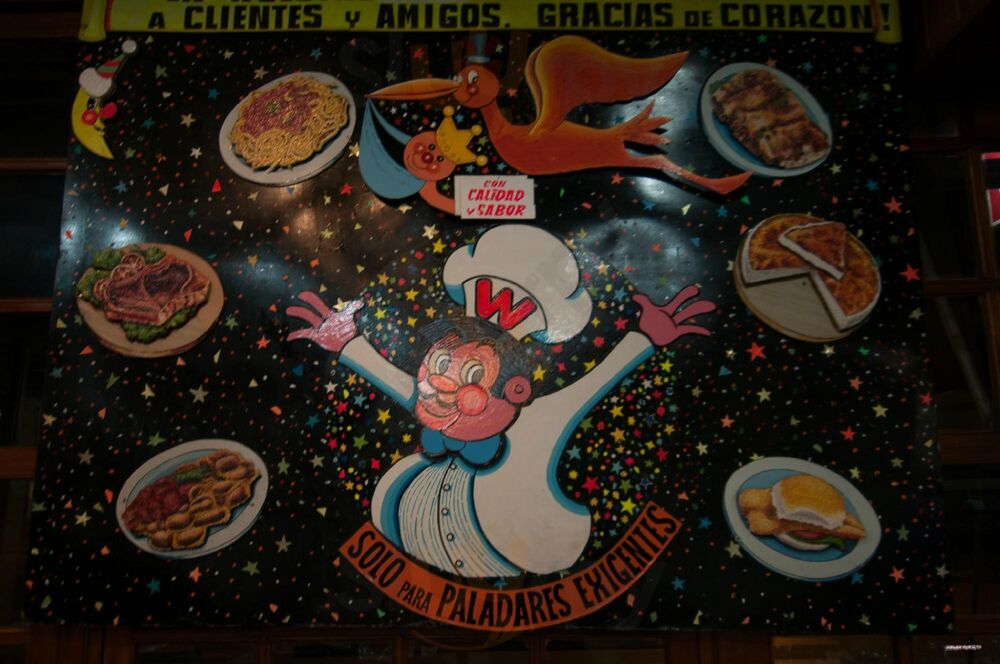 A CLIENTES Y AMIGOS. GRACIAS DE CORAZON!
CON
CALIDAD
Y SABOR
W
SOLO PARA PALADARES EXIGENTES